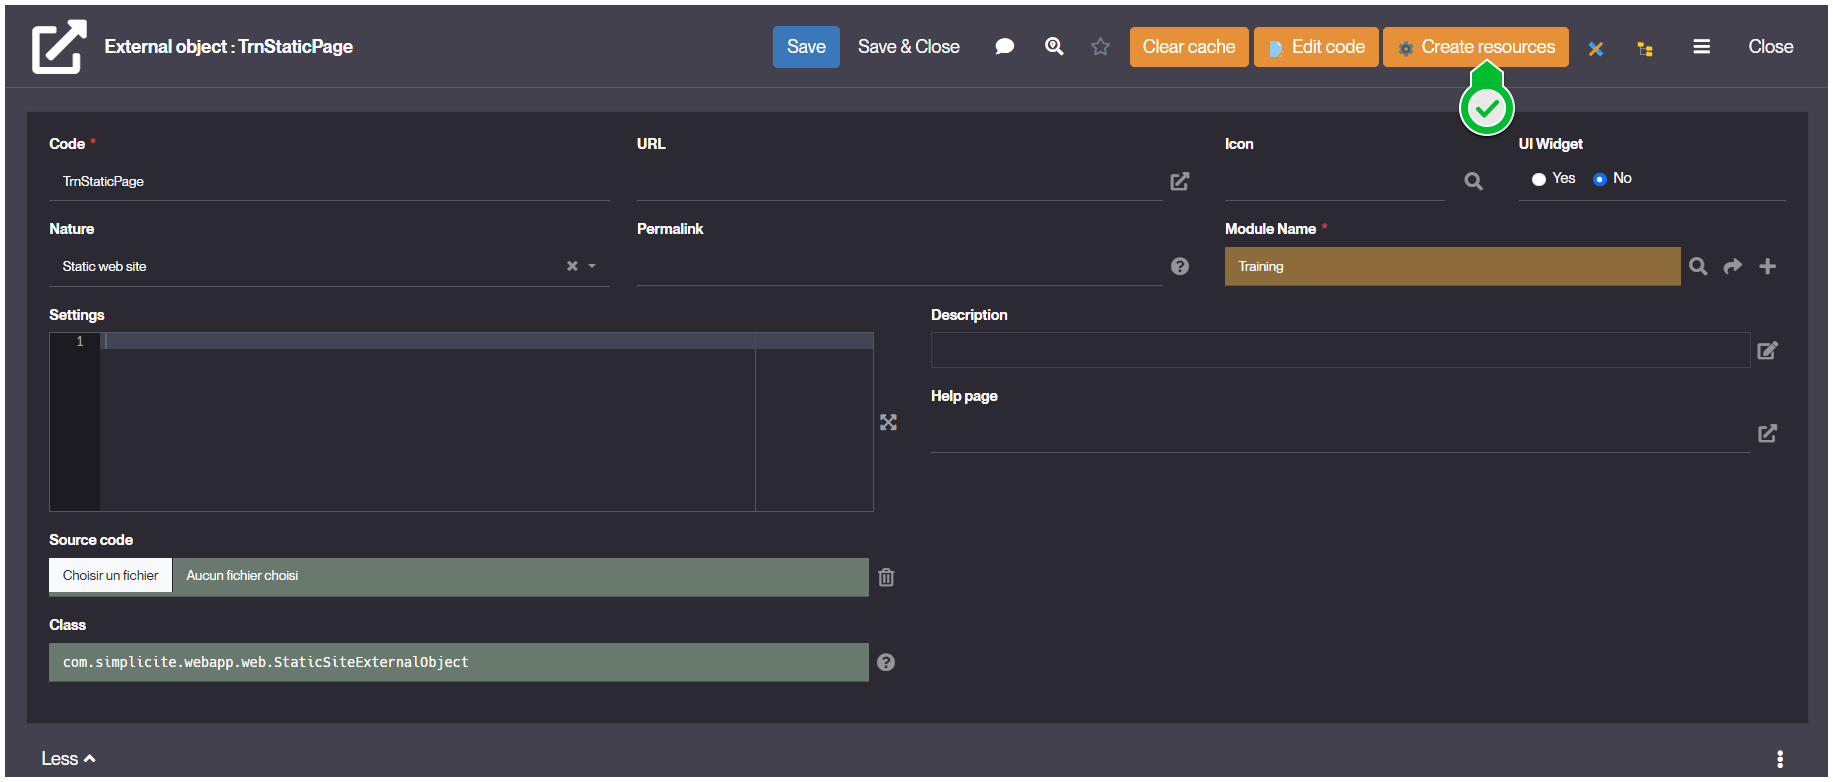 External object : TrnStaticPage
Save
Save & Close
Clear cache
Edit code
Create resources
Close
Code *
URL
Icon
UI Widget
TrnStaticPage
Yes
No
Nature
Permalink
Module Name *
Static web site
Training
Settings
Description
1
Help page
Source code
Choisir un fichier
Aucun fichier choisi
Class
com.simplicite.webapp.web.StaticSiteExternalObject
Less